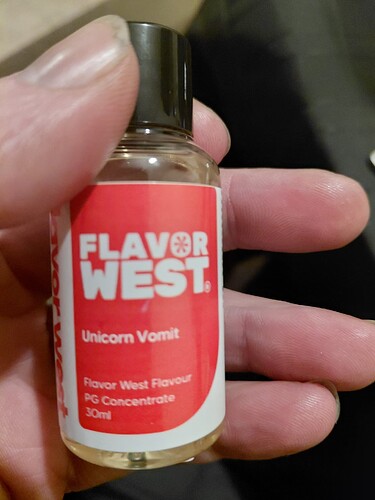 FLAVOR
WEST®
Unicorn Vomit
Flavor West Flavour
PG Concentrate
30ml